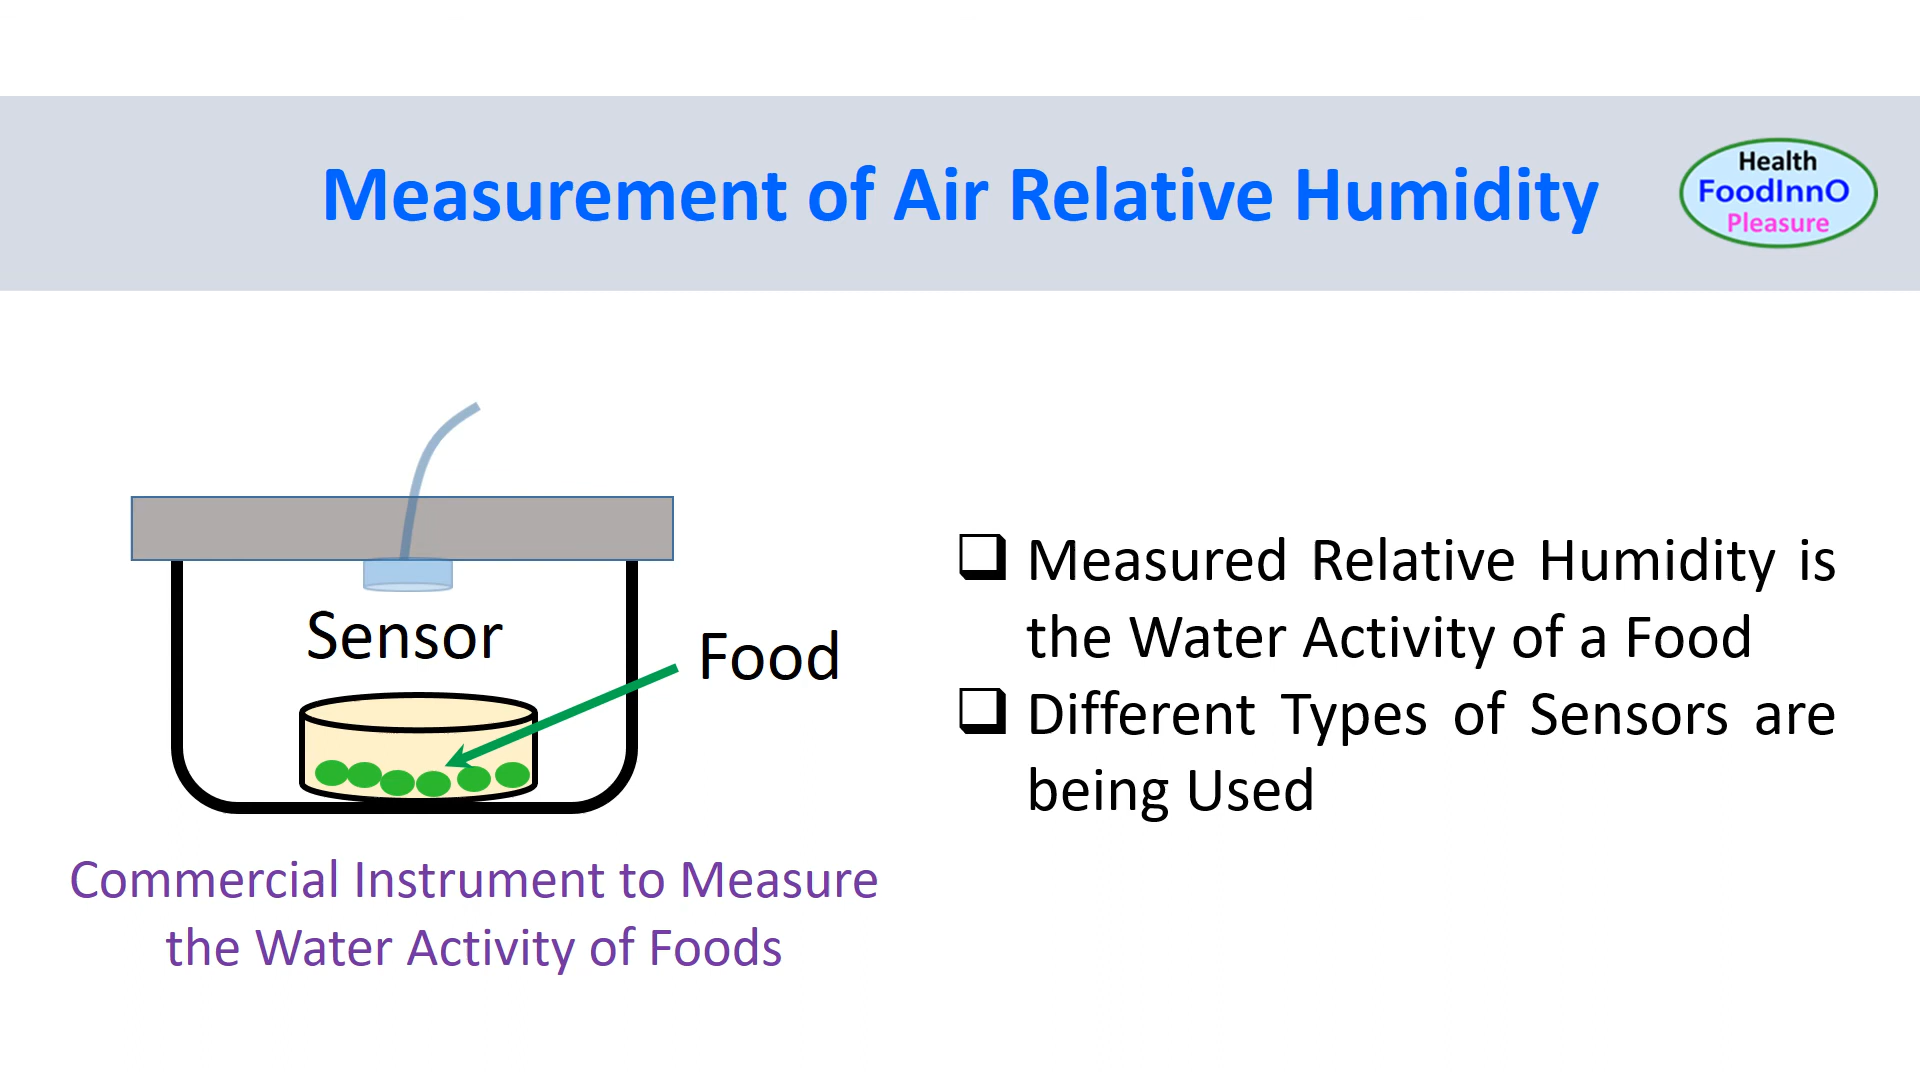 Measurement of Air Relative Humidity
Health
FoodInnO
Pleasure
Sensor
Food
Commercial Instrument to Measure
the Water Activity of Foods
Measured Relative Humidity is
the Water Activity of a Food
Different Types of Sensors are
being Used